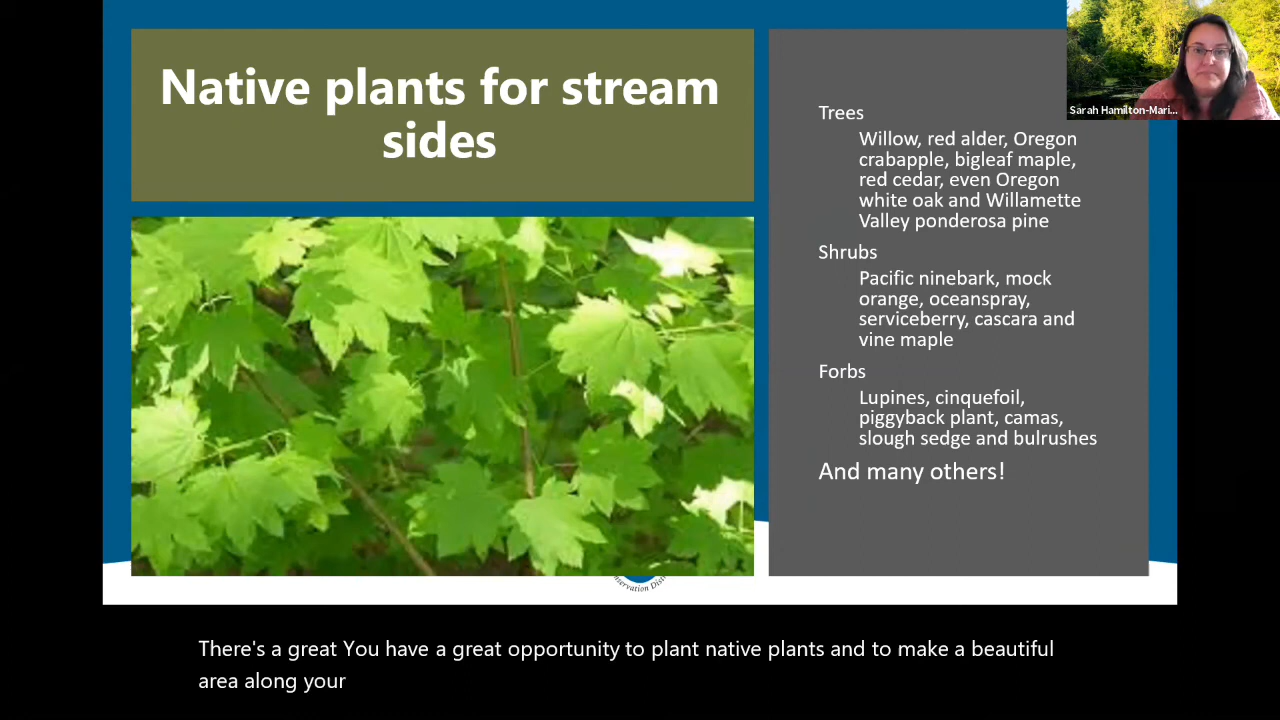 Native plants for stream
sides
Sarah Hamilton-Mari...
Trees
Willow, red alder, Oregon
crabapple, bigleaf maple,
red cedar, even Oregon
white oak and Willamette
Valley ponderosa pine
Shrubs
Pacific ninebark, mock
orange, oceanspray,
serviceberry, cascara and
vine maple
Forbs
Lupines, cinquefoil,
piggyback plant, camas,
slough sedge and bulrushes
And many others!
There's a great You have a great opportunity to plant native plants and to make a beautiful
area along your